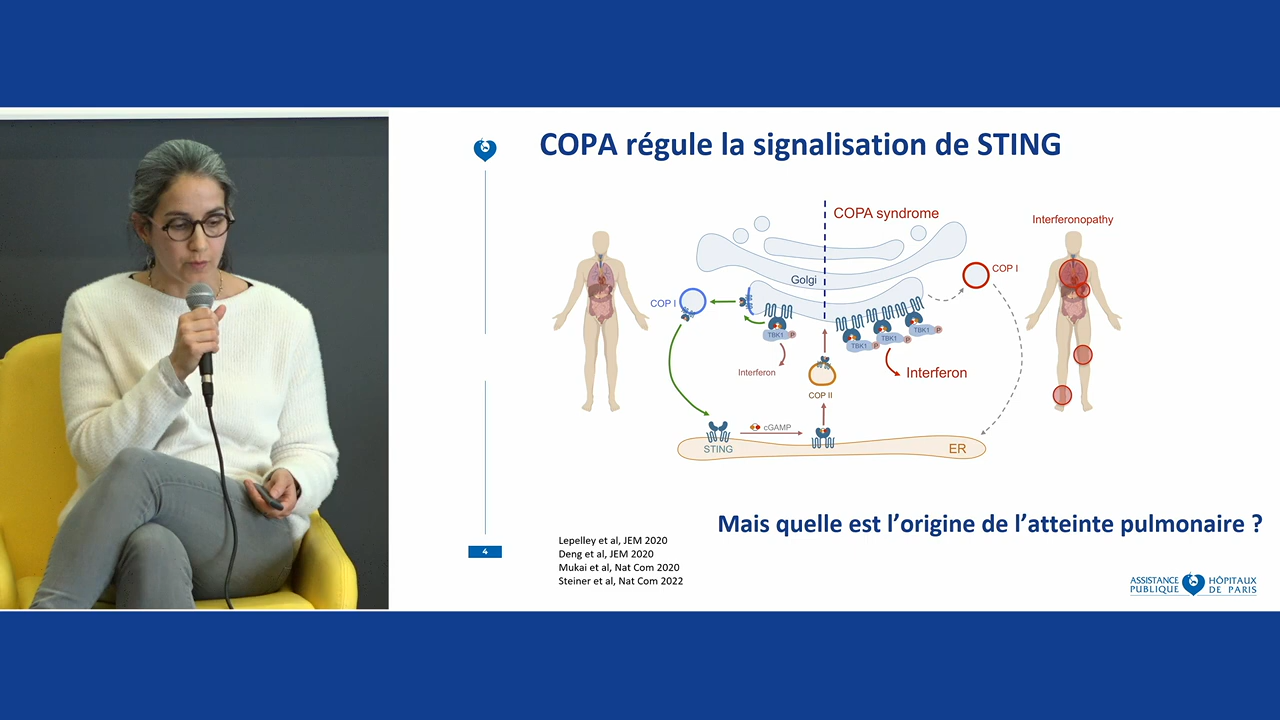 COPA régule la signalisation de STING
COPA syndrome
Interferonopathy
Golgi
COP I
COP I
TBK1 P
TBK1 P
TBK1 P
TBK1 P
Interferon
Interferon
COP II
cGAMP
STING
ER
Mais quelle est l’origine de l’atteinte pulmonaire ?
Lepelley et al, JEM 2020
Deng et al, JEM 2020
Mukai et al, Nat Com 2020
Steiner et al, Nat Com 2022
4
ASSISTANCE HÔPITAUX
PUBLIQUE DE PARIS